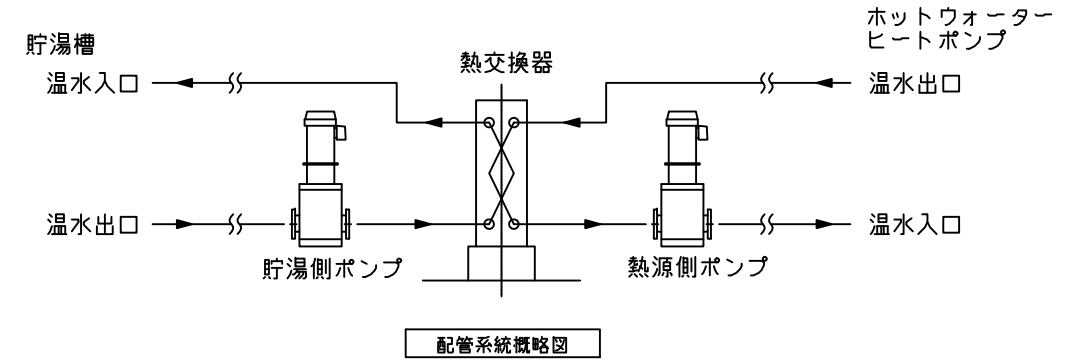 ホットウォーター
ヒートポンプ
貯湯槽
熱交換器
温水入口
温水出口
温水出口
温水入口
貯湯側ポンプ
熱源側ポンプ
配管系統概略図